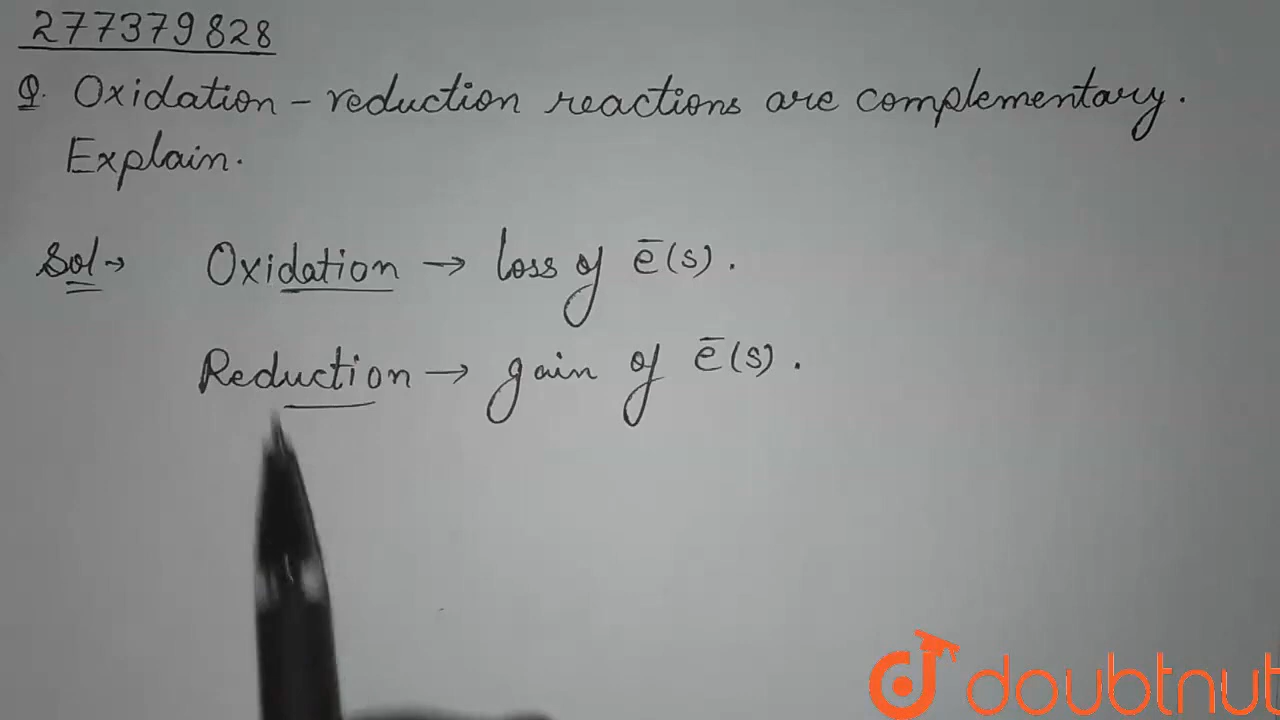 277379828
Q. Oxidation - reduction reactions are complementary.
Explain.
Sol → Oxidation → loss of e̅(s).
Reduction → gain of e̅(s).
doubtnut